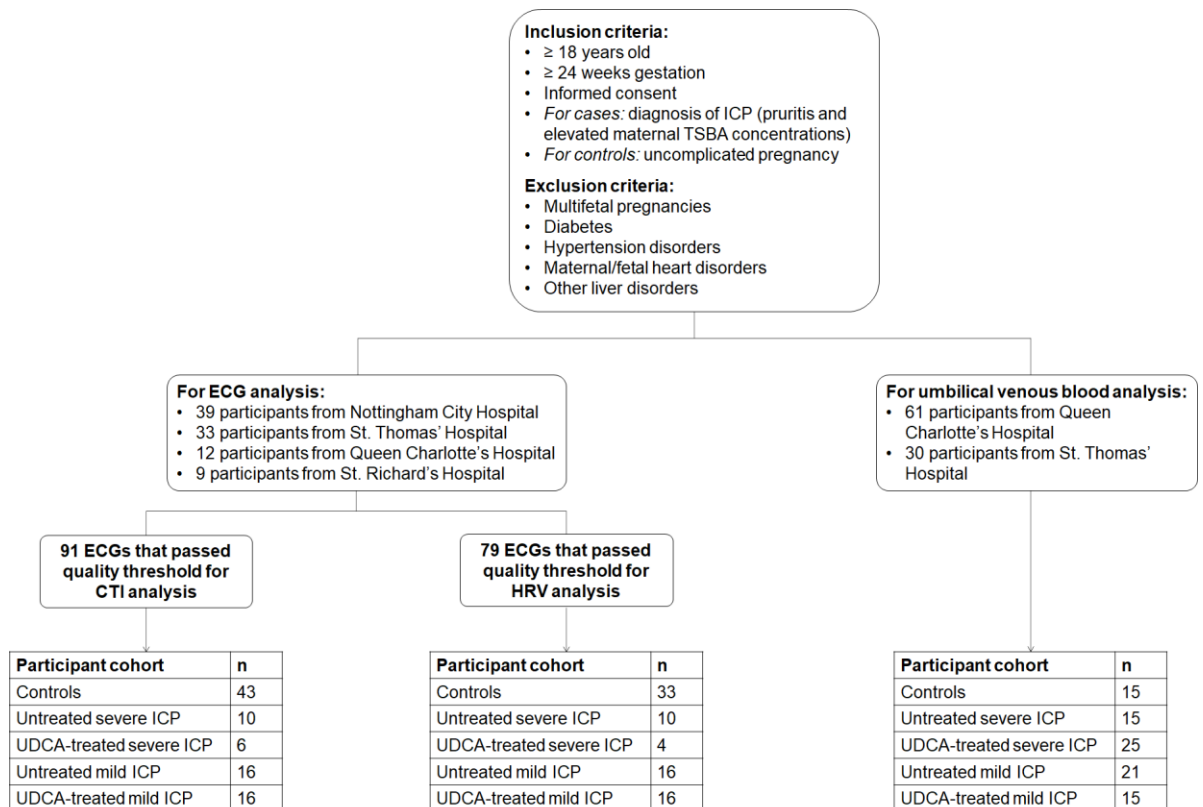 Inclusion criteria:
• ≥ 18 years old
• ≥ 24 weeks gestation
• Informed consent
• For cases: diagnosis of ICP (pruritis and
elevated maternal TSBA concentrations)
• For controls: uncomplicated pregnancy
Exclusion criteria:
• Multifetal pregnancies
• Diabetes
• Hypertension disorders
• Maternal/fetal heart disorders
• Other liver disorders
For ECG analysis:
• 39 participants from Nottingham City Hospital
• 33 participants from St. Thomas' Hospital
• 12 participants from Queen Charlotte's Hospital
• 9 participants from St. Richard's Hospital
For umbilical venous blood analysis:
• 61 participants from Queen
Charlotte's Hospital
• 30 participants from St. Thomas'
Hospital
91 ECGs that passed
quality threshold for
CTI analysis
79 ECGs that passed
quality threshold for
HRV analysis
Participant cohort n
Controls 43
Untreated severe ICP 10
UDCA-treated severe ICP 6
Untreated mild ICP 16
UDCA-treated mild ICP 16
Participant cohort n
Controls 33
Untreated severe ICP 10
UDCA-treated severe ICP 4
Untreated mild ICP 16
UDCA-treated mild ICP 16
Participant cohort n
Controls 15
Untreated severe ICP 15
UDCA-treated severe ICP 25
Untreated mild ICP 21
UDCA-treated mild ICP 15